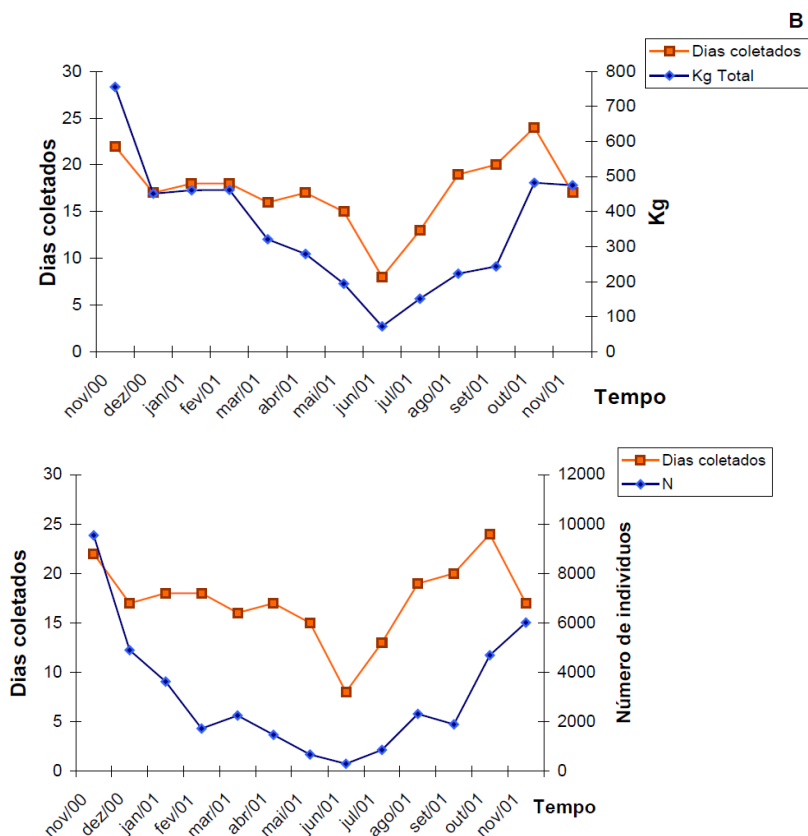 B
Dias coletados
Kg Total
30
25
20
15
10
5
0
Dias coletados
800
700
600
500
400
300
200
100
0
Kg
nov/00
dez/00
jan/01
fev/01
mar/01
abr/01
mai/01
jun/01
jul/01
ago/01
set/01
out/01
nov/01
Tempo
Dias coletados
N
30
25
20
15
10
5
0
Dias coletados
12000
10000
8000
6000
4000
2000
0
Número de indivíduos
nov/00
dez/00
jan/01
fev/01
mar/01
abr/01
mai/01
jun/01
jul/01
ago/01
set/01
out/01
nov/01
Tempo